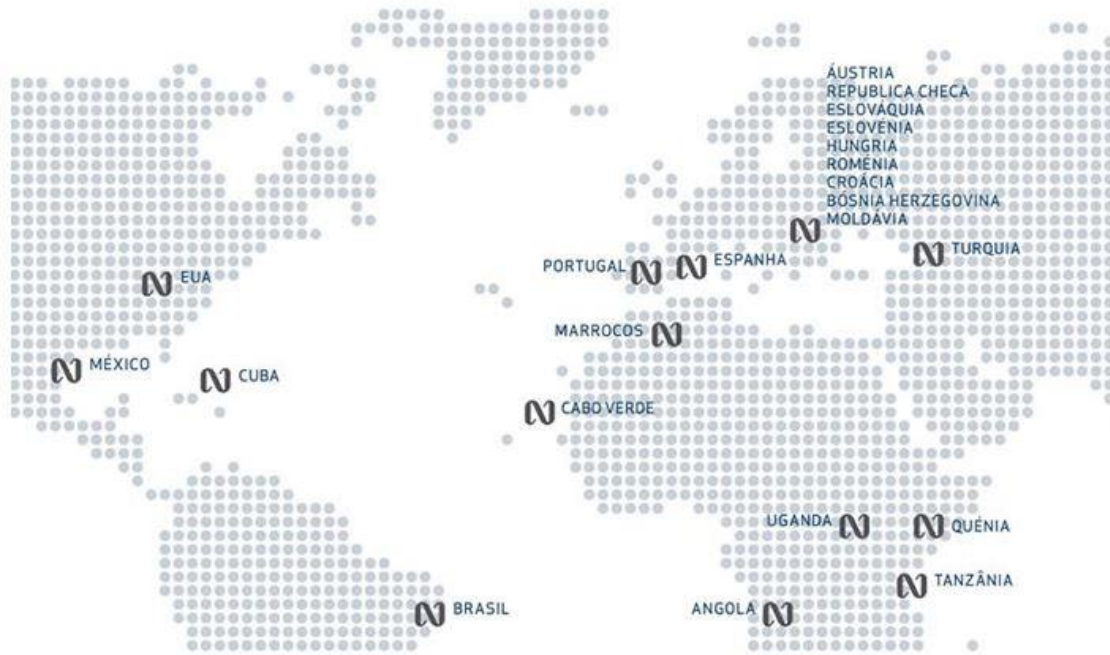 ÁUSTRIA
REPUBLICA CHECA
ESLOVÁQUIA
ESLOVÉNIA
HUNGRIA
ROMÉNIA
CROÁCIA
BÓSNIA HERZEGOVINA
MOLDÁVIA
TURQUIA
PORTUGAL
ESPANHA
EUA
MARROCOS
MÉXICO
CUBA
CABO VERDE
UGANDA
QUÉNIA
TANZÂNIA
BRASIL
ANGOLA